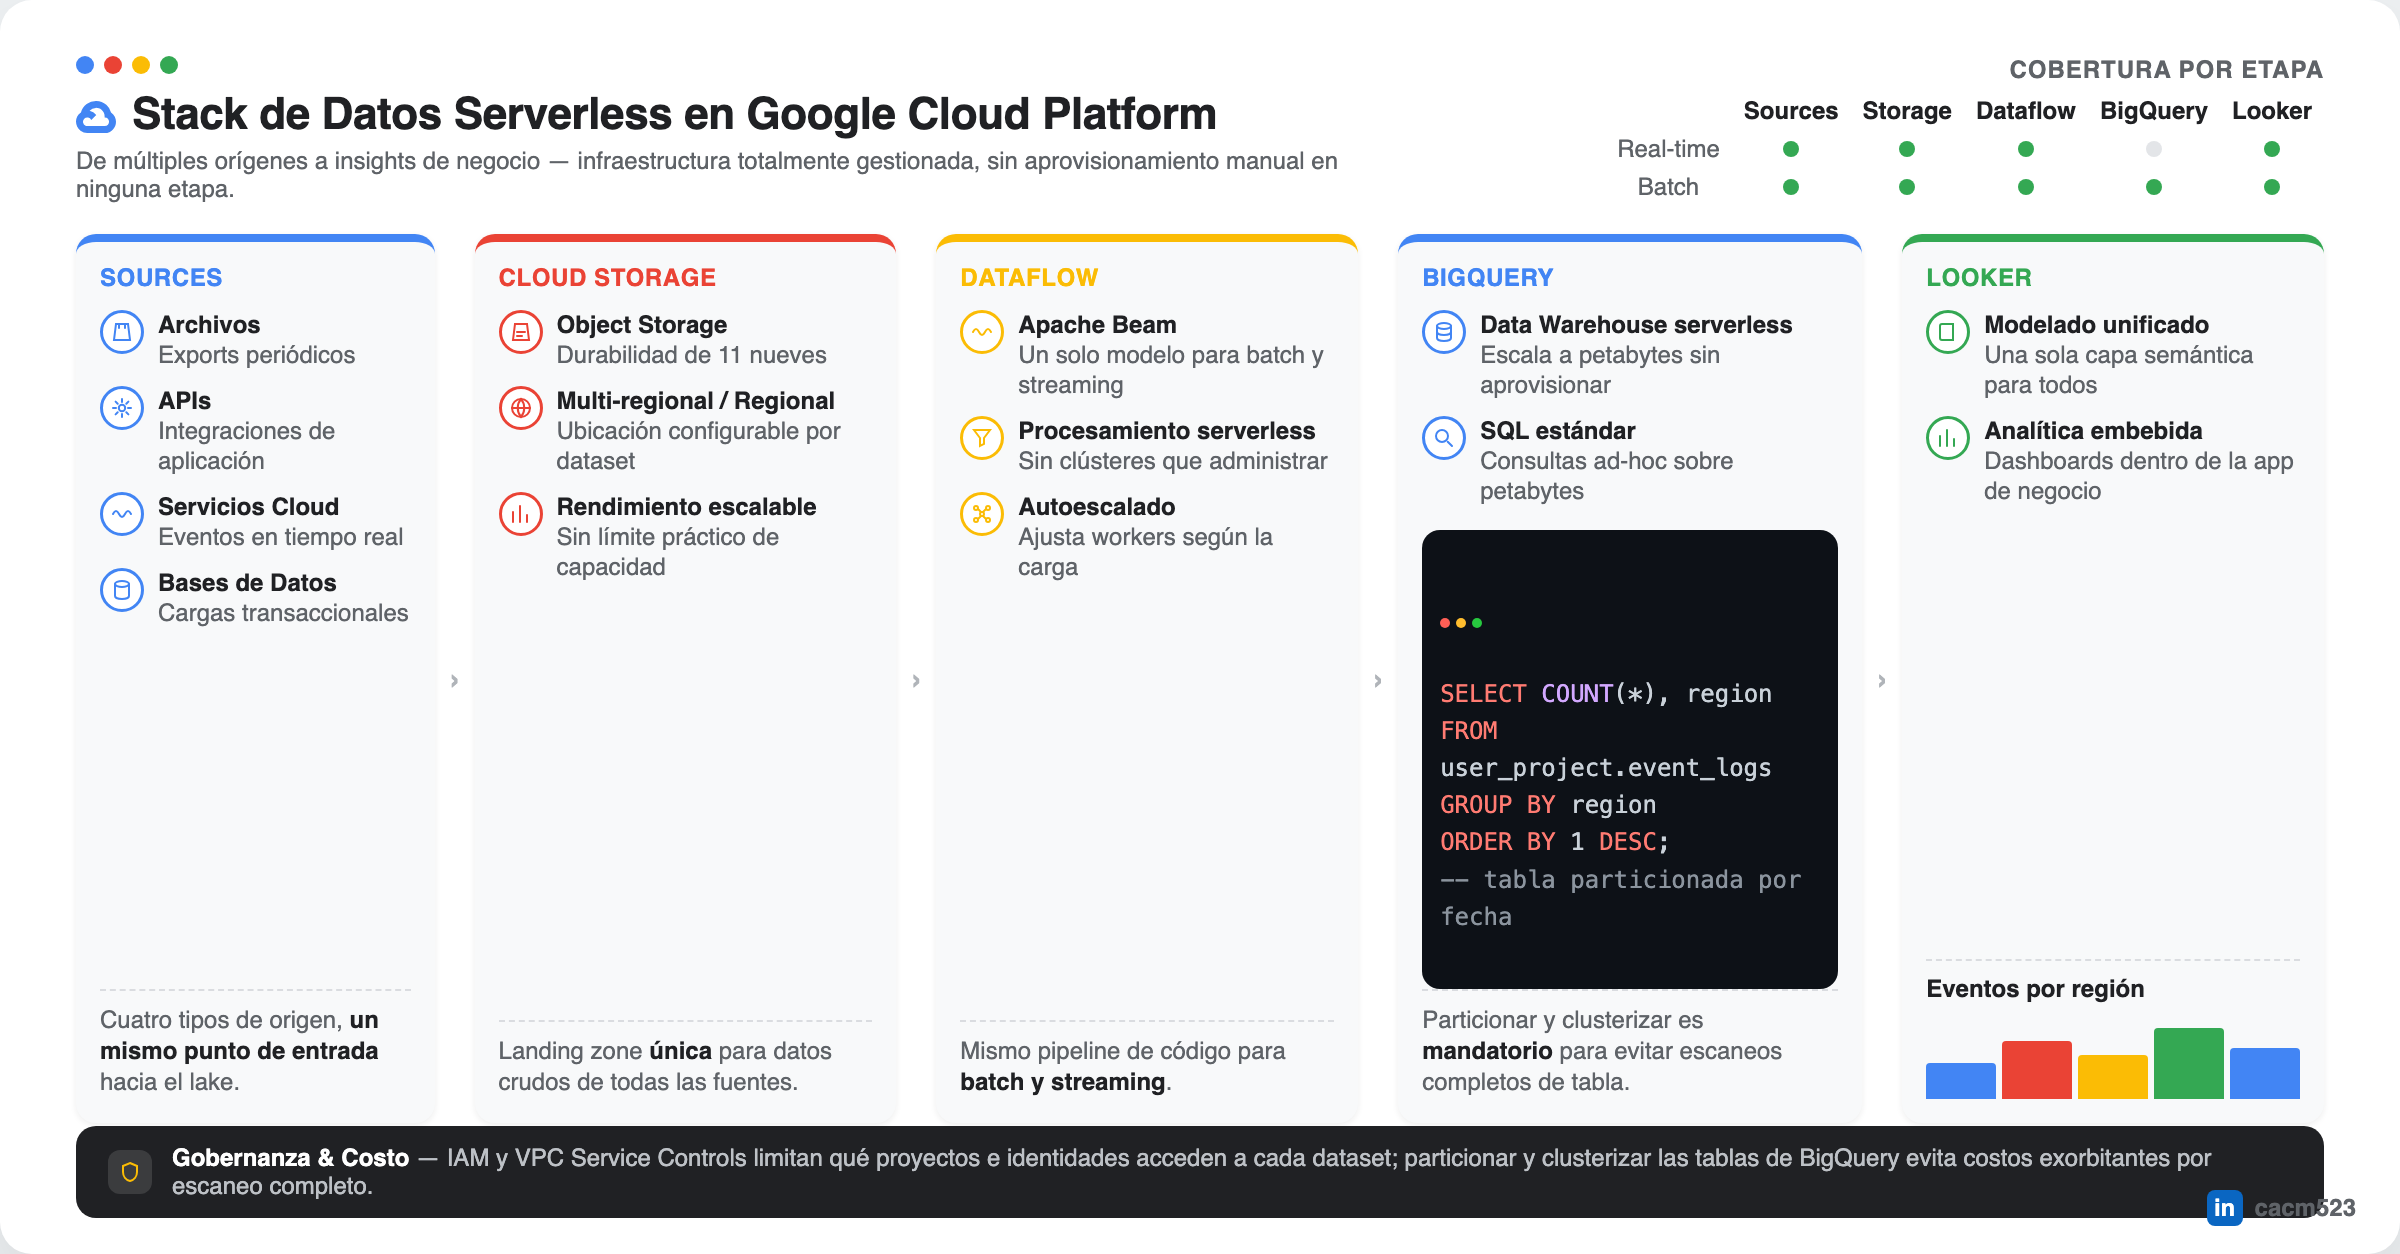 Stack de Datos Serverless en Google Cloud Platform
De múltiples orígenes a insights de negocio — infraestructura totalmente gestionada, sin aprovisionamiento manual en
ninguna etapa.
COBERTURA POR ETAPA
Sources Storage Dataflow BigQuery Looker
Real-time
Batch
SOURCES
Archivos
Exports periódicos
APIs
Integraciones de
aplicación
Servicios Cloud
Eventos en tiempo real
Bases de Datos
Cargas transaccionales
Cuatro tipos de origen, un
mismo punto de entrada
hacia el lake.
›
CLOUD STORAGE
Object Storage
Durabilidad de 11 nueves
Multi-regional / Regional
Ubicación configurable por
dataset
Rendimiento escalable
Sin límite práctico de
capacidad
Landing zone única para datos
crudos de todas las fuentes.
›
DATAFLOW
Apache Beam
Un solo modelo para batch y
streaming
Procesamiento serverless
Sin clústeres que administrar
Autoescalado
Ajusta workers según la
carga
Mismo pipeline de código para
batch y streaming.
›
BIGQUERY
Data Warehouse serverless
Escala a petabytes sin
aprovisionar
SQL estándar
Consultas ad-hoc sobre
petabytes
SELECT COUNT(*), region
FROM
user_project.event_logs
GROUP BY region
ORDER BY 1 DESC;
-- tabla particionada por
fecha
Particionar y clusterizar es
mandatorio para evitar escaneos
completos de tabla.
›
LOOKER
Modelado unificado
Una sola capa semántica
para todos
Analítica embebida
Dashboards dentro de la app
de negocio
Eventos por región
Gobernanza & Costo — IAM y VPC Service Controls limitan qué proyectos e identidades acceden a cada dataset; particionar y clusterizar las tablas de BigQuery evita costos exorbitantes por
escaneo completo.
in cacm523